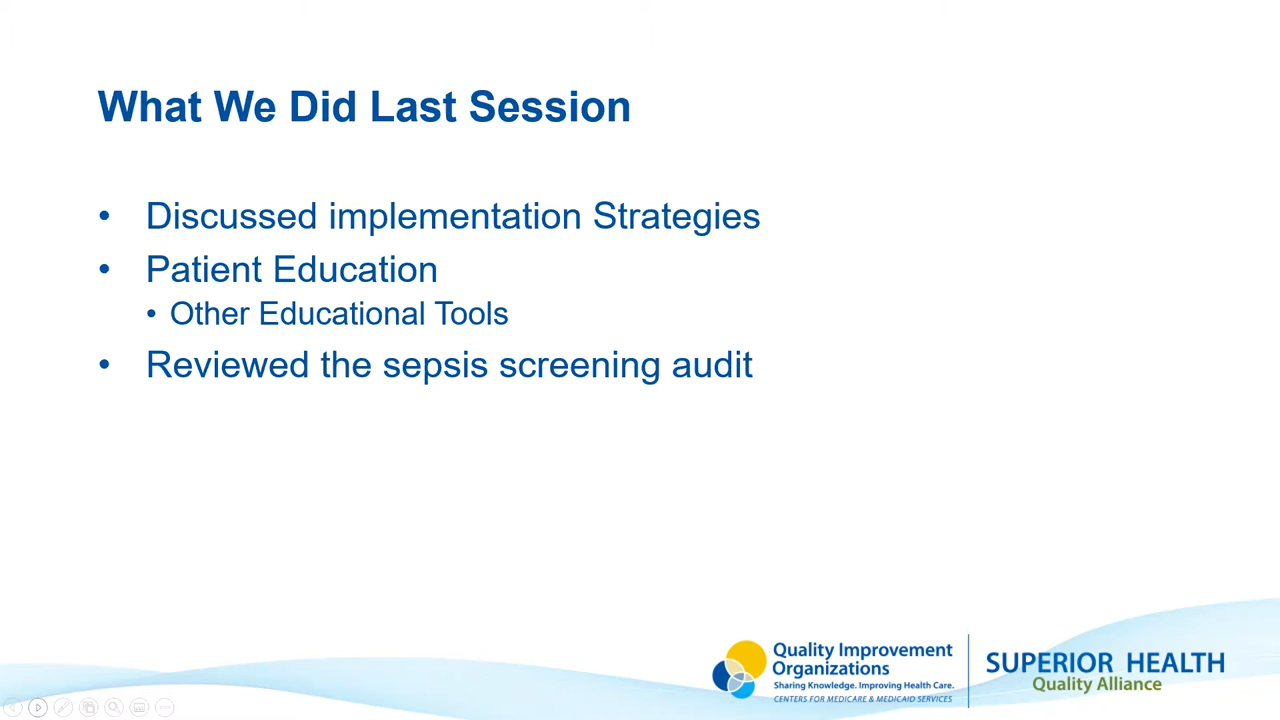 What We Did Last Session
• Discussed implementation Strategies
• Patient Education
• Other Educational Tools
• Reviewed the sepsis screening audit
Quality Improvement
Organizations
Sharing Knowledge. Improving Health Care.
CENTERS FOR MEDICARE & MEDICAID SERVICES
SUPERIOR HEALTH
Quality Alliance